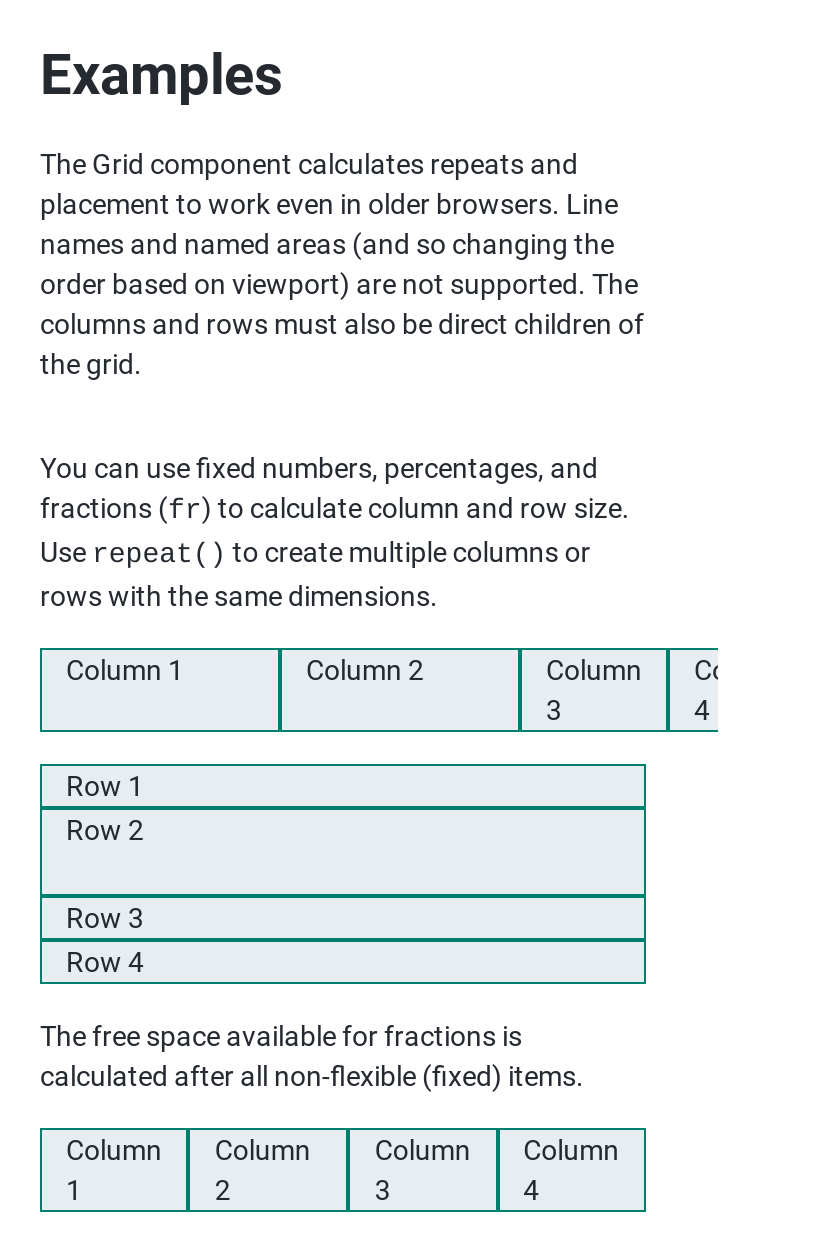 Examples
The Grid component calculates repeats and
placement to work even in older browsers. Line
names and named areas (and so changing the
order based on viewport) are not supported. The
columns and rows must also be direct children of
the grid.
You can use fixed numbers, percentages, and
fractions (fr) to calculate column and row size.
Use repeat() to create multiple columns or
rows with the same dimensions.
Column 1 Column 2 Column
3 4
Row 1
Row 2
Row 3
Row 4
The free space available for fractions is
calculated after all non-flexible (fixed) items.
Column Column Column Column
1 2 3 4